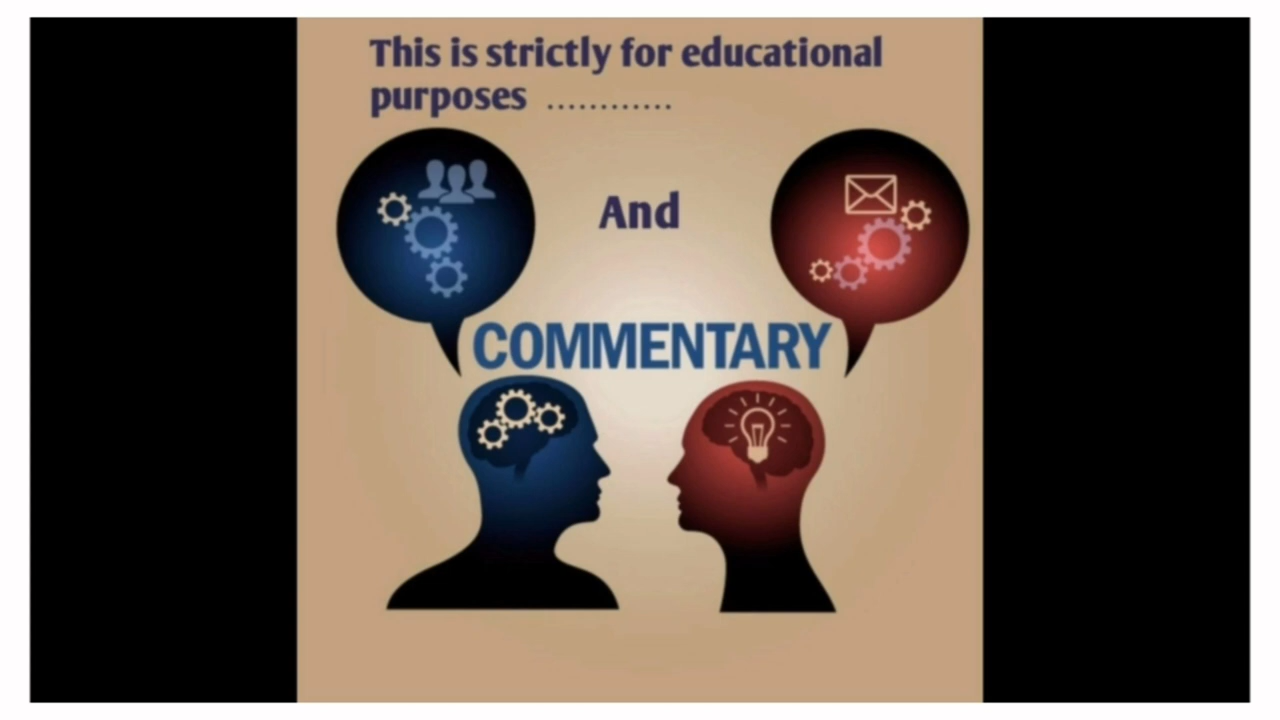 This is strictly for educational
purposes ............
And
COMMENTARY